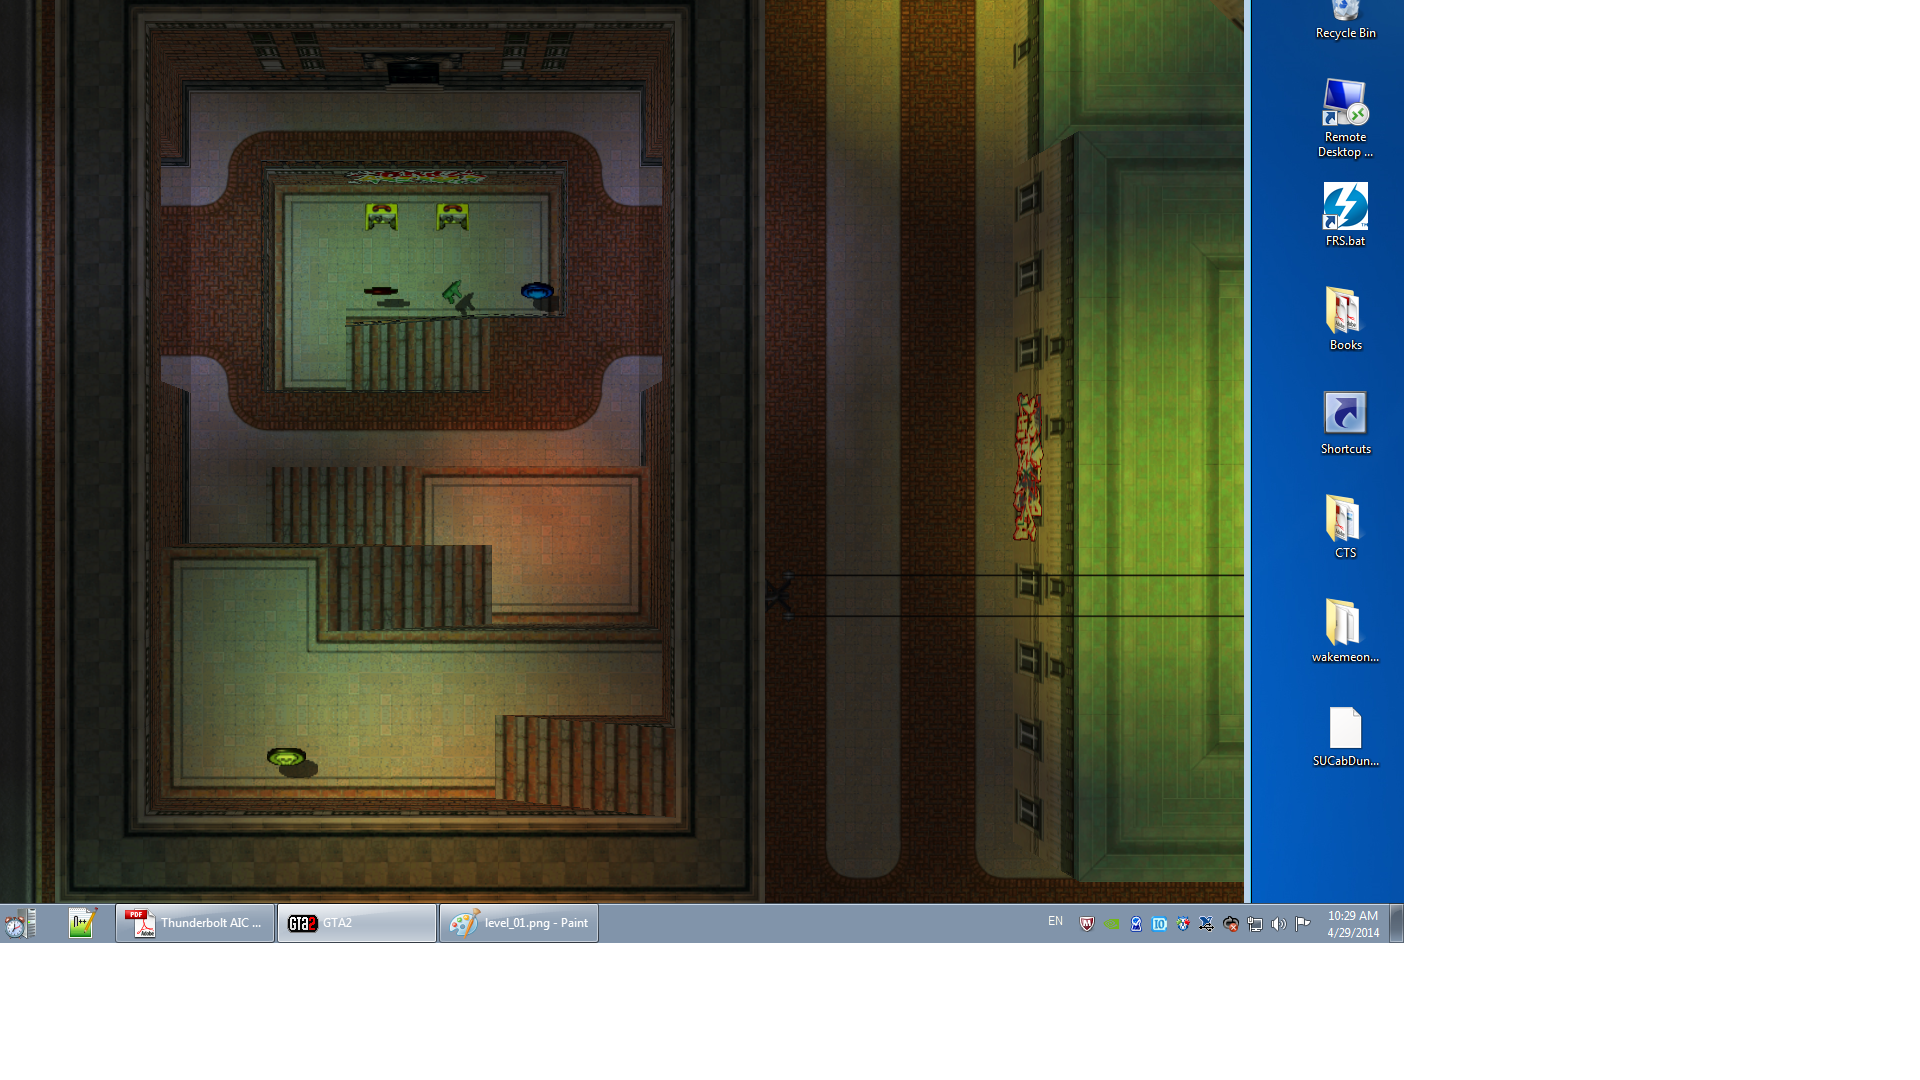 Recycle Bin
Remote
Desktop ...
FRS.bat
Books
Shortcuts
CTS
wakemeon...
SUCabDun...
PDF
Adobe
Thunderbolt AIC ...
GTA2
GTA2
level_01.png - Paint
EN
10:29 AM
4/29/2014